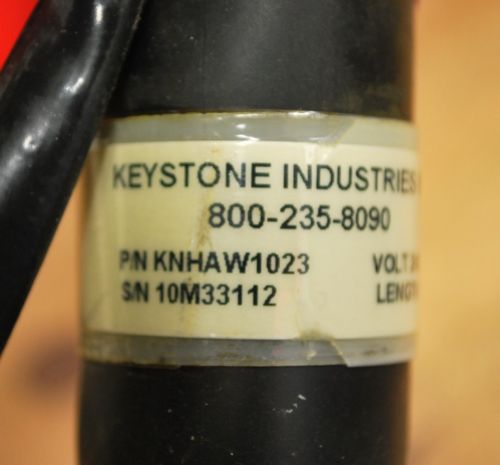 KEYSTONE INDUSTRIES
800-235-8090
P/N KNHAW1023 VOLT
S/N 10M33112